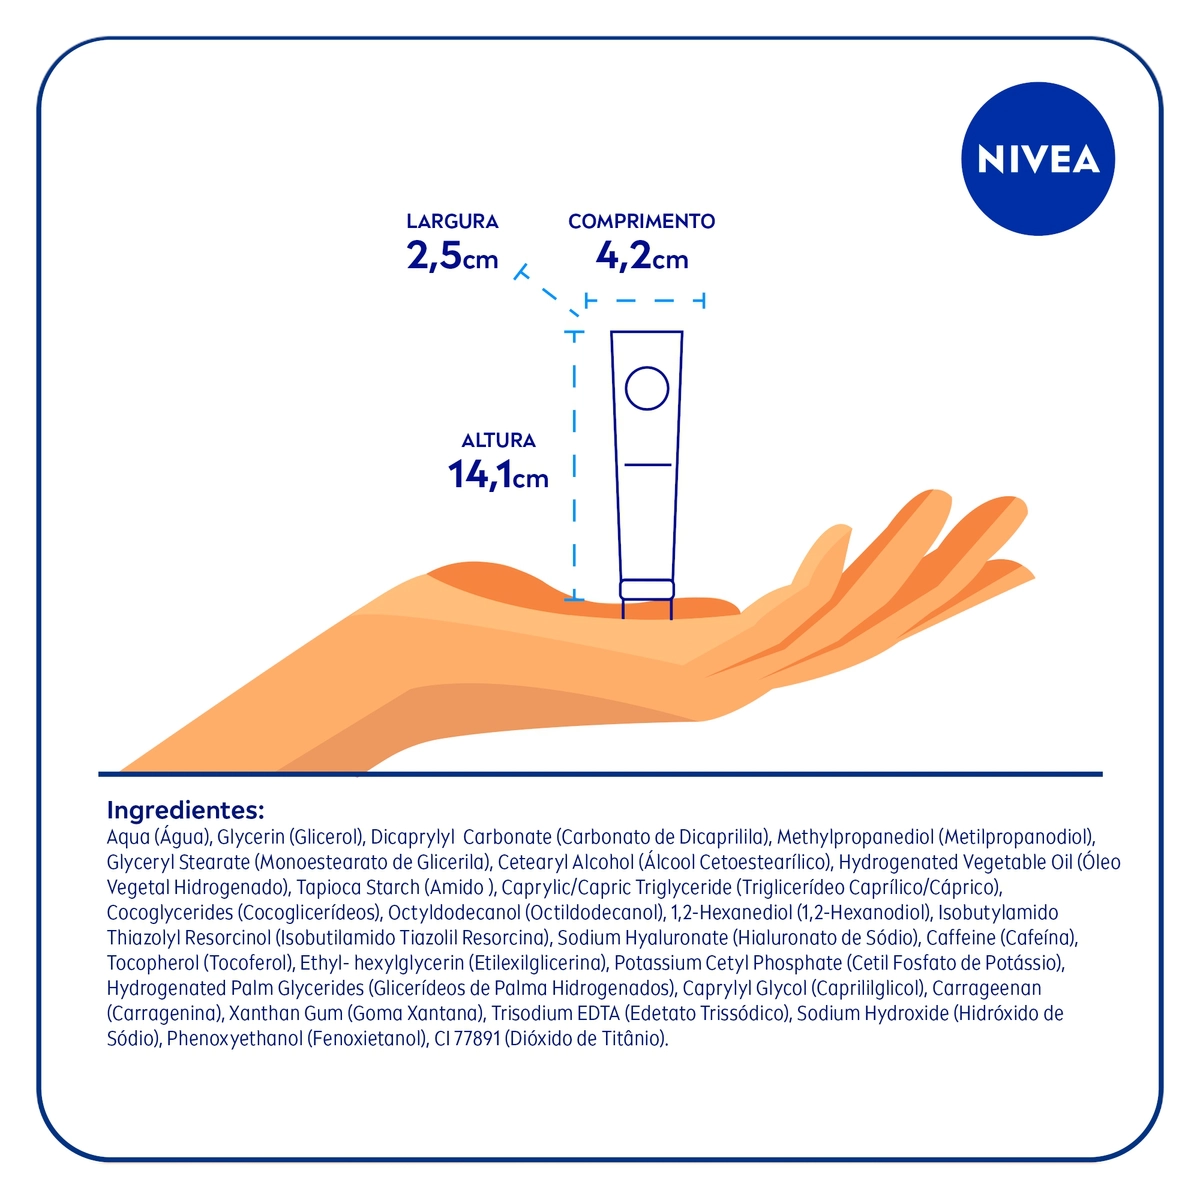 NIVEA
LARGURA
2,5cm
COMPRIMENTO
4,2cm
ALTURA
14,1cm
Ingredientes:
Aqua (Água), Glycerin (Glicerol), Dicaprylyl Carbonate (Carbonato de Dicaprilila), Methylpropanediol (Metilpropanodiol),
Glyceryl Stearate (Monoestearato de Glicerila), Cetearyl Alcohol (Álcool Cetoestearílico), Hydrogenated Vegetable Oil (Óleo
Vegetal Hidrogenado), Tapioca Starch (Amido ), Caprylic/Capric Triglyceride (Triglicerídeo Caprílico/Cáprico),
Cocoglycerides (Cocoglicerídeos), Octyldodecanol (Octildodecanol), 1,2-Hexanediol (1,2-Hexanodiol), Isobutylamido
Thiazolyl Resorcinol (Isobutilamido Tiazolil Resorcina), Sodium Hyaluronate (Hialuronato de Sódio), Caffeine (Cafeína),
Tocopherol (Tocoferol), Ethyl- hexylglycerin (Etilexilglicerina), Potassium Cetyl Phosphate (Cetil Fosfato de Potássio),
Hydrogenated Palm Glycerides (Glicerídeos de Palma Hidrogenados), Caprylyl Glycol (Caprililglicol), Carrageenan
(Carragenina), Xanthan Gum (Goma Xantana), Trisodium EDTA (Edetato Trissódico), Sodium Hydroxide (Hidróxido de
Sódio), Phenoxyethanol (Fenoxietanol), CI 77891 (Dióxido de Titânio).